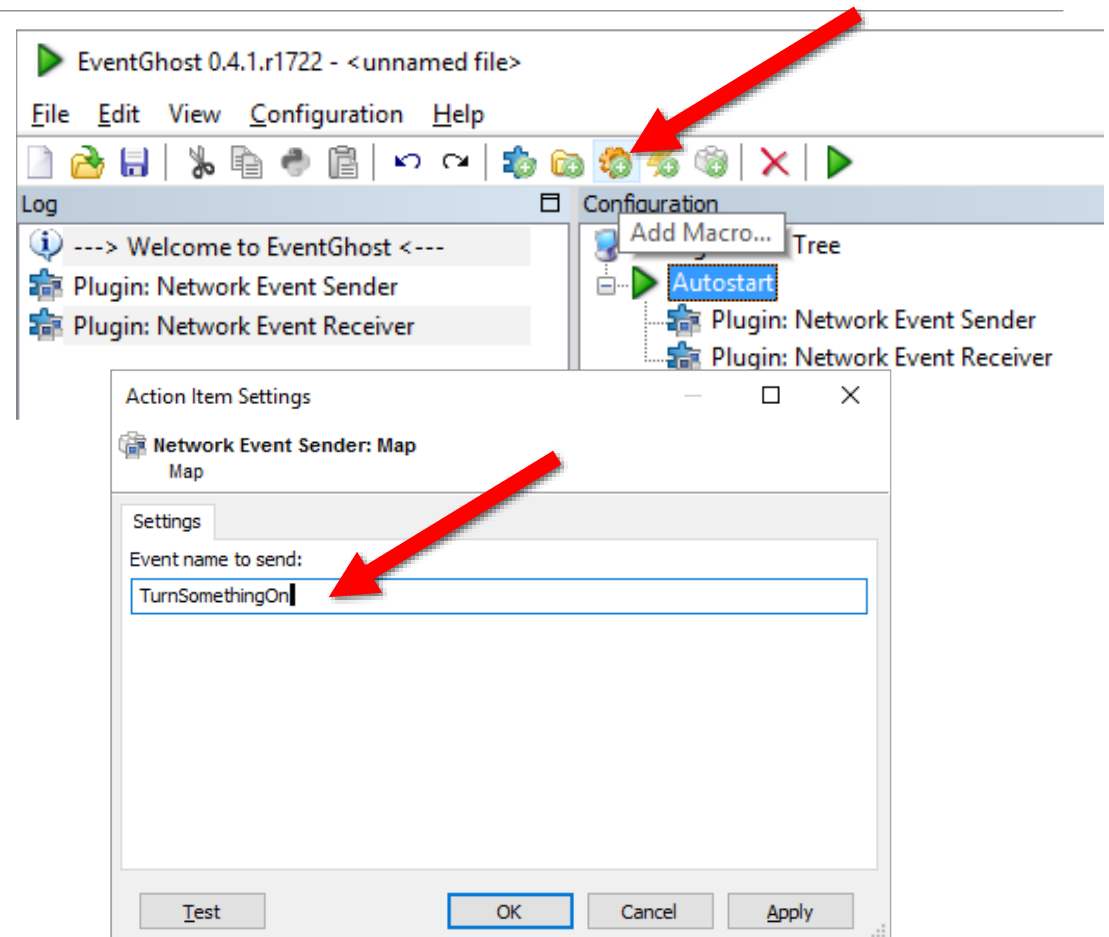 EventGhost 0.4.1.r1722 - <unnamed file>
File Edit View Configuration Help
Log
Configuration
---> Welcome to EventGhost <---
Add Macro...
Tree
Plugin: Network Event Sender
Autostart
Plugin: Network Event Receiver
Plugin: Network Event Sender
Plugin: Network Event Receiver
Action Item Settings
Network Event Sender: Map
Map
Settings
Event name to send:
TurnSomethingOn
Test
OK
Cancel
Apply